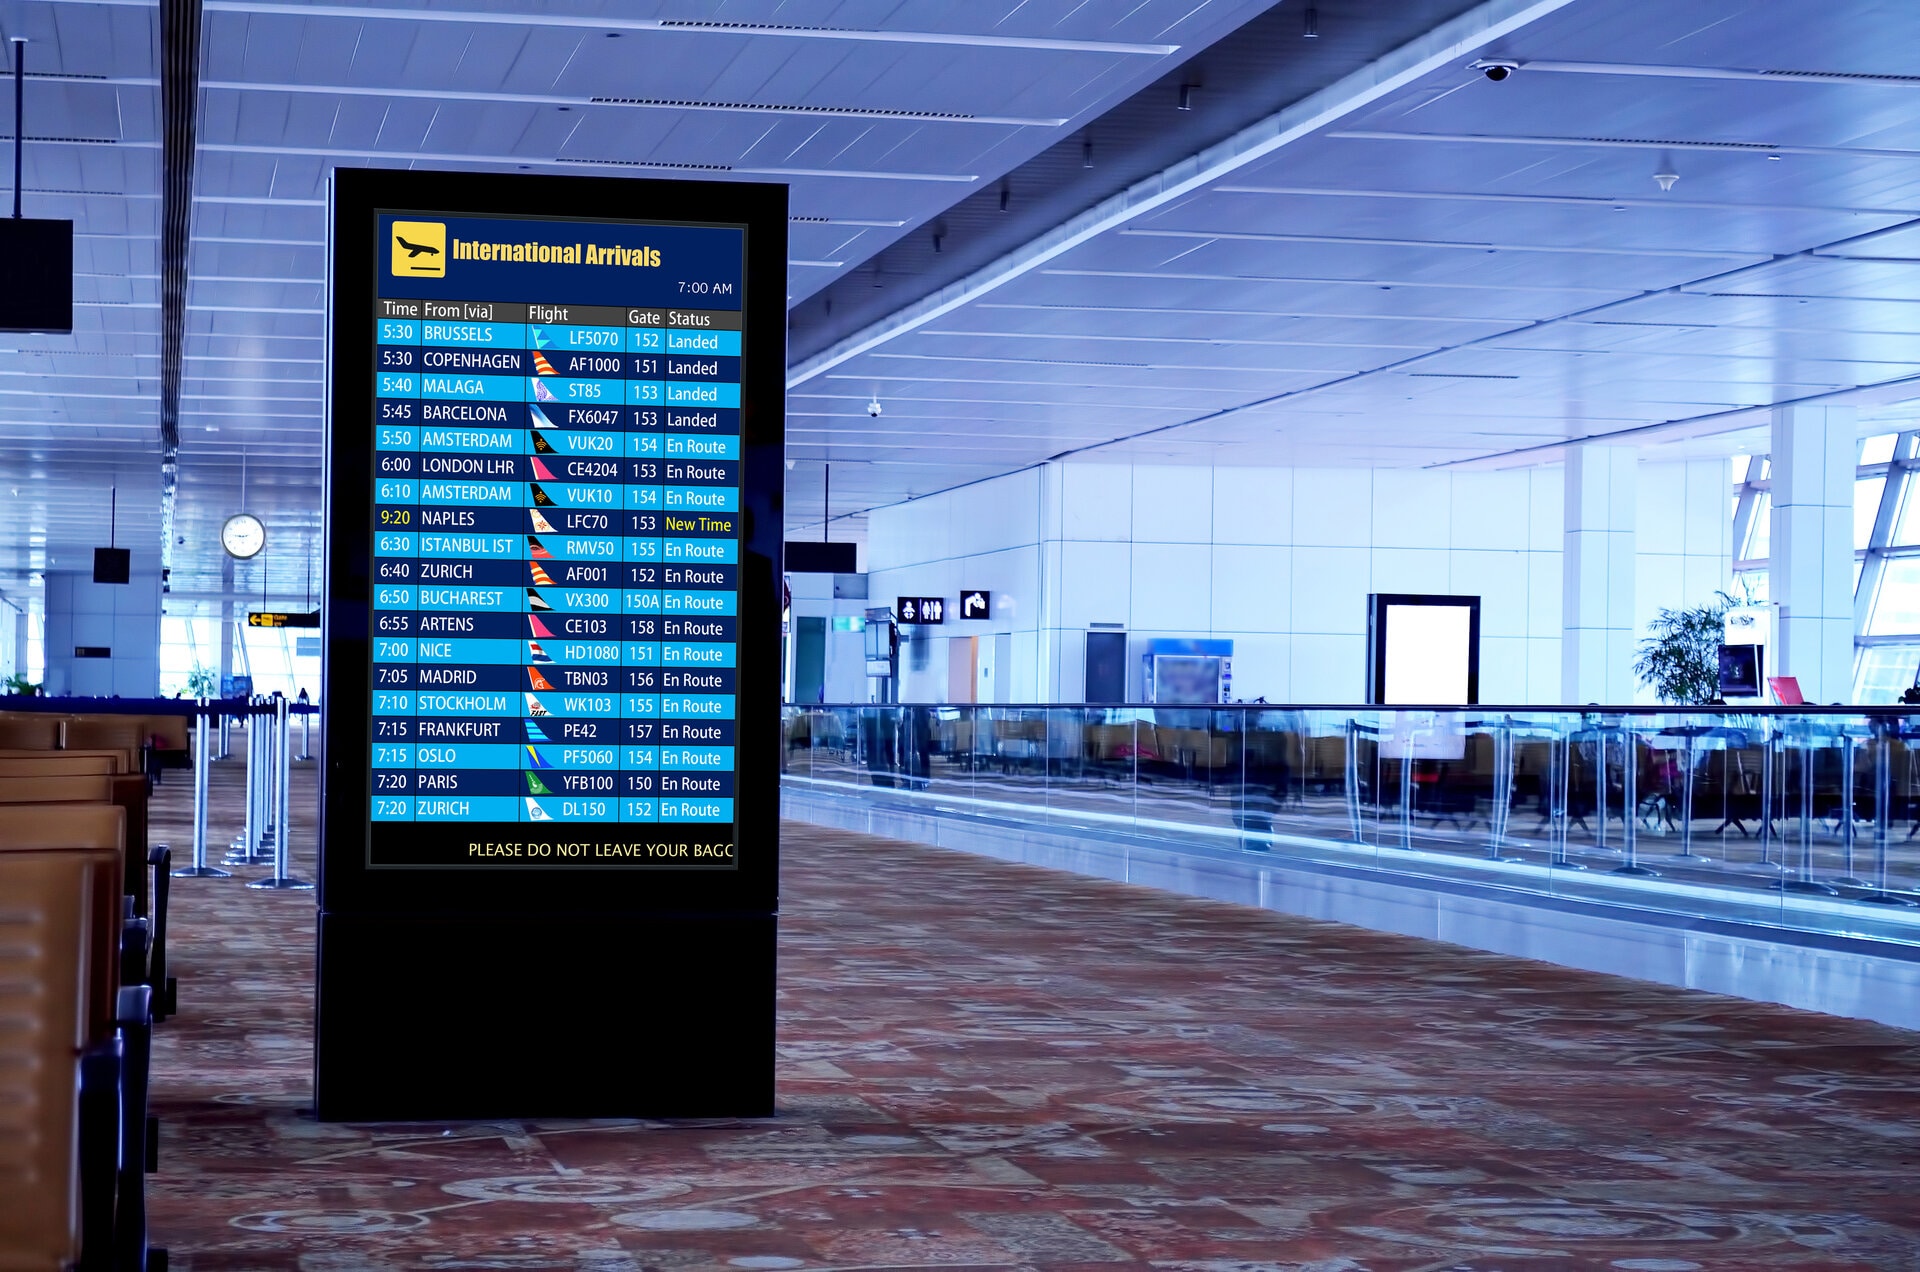 International Arrivals
7:00 AM
Time From [via] Flight Gate Status
5:30 BRUSSELS LF5070 152 Landed
5:30 COPENHAGEN AF1000 151 Landed
5:40 MALAGA ST85 153 Landed
5:45 BARCELONA FX6047 153 Landed
5:50 AMSTERDAM VUK20 154 En Route
6:00 LONDON LHR CE4204 153 En Route
6:10 AMSTERDAM VUK10 154 En Route
9:20 NAPLES LFC70 153 New Time
6:30 ISTANBUL IST RMV50 155 En Route
6:40 ZURICH AF001 152 En Route
6:50 BUCHAREST VX300 150A En Route
6:55 ARTENS CE103 158 En Route
7:00 NICE HD1080 151 En Route
7:05 MADRID TBN03 156 En Route
7:10 STOCKHOLM WK103 155 En Route
7:15 FRANKFURT PE42 157 En Route
7:15 OSLO PF5060 154 En Route
7:20 PARIS YFB100 150 En Route
7:20 ZURICH DL150 152 En Route
PLEASE DO NOT LEAVE YOUR BAGC